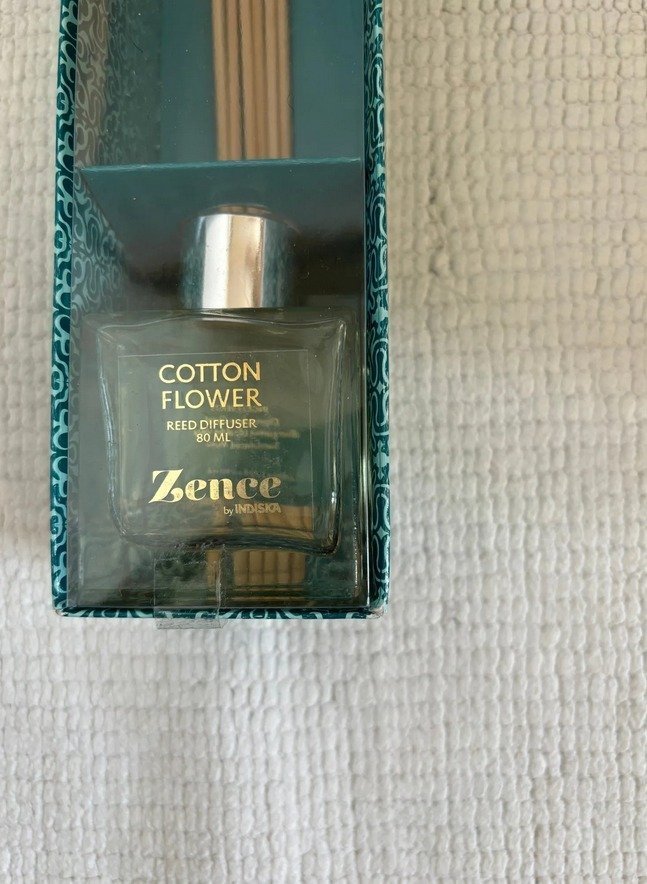 COTTON
FLOWER
REED DIFFUSER
80 ML
Zence
by INDISKA